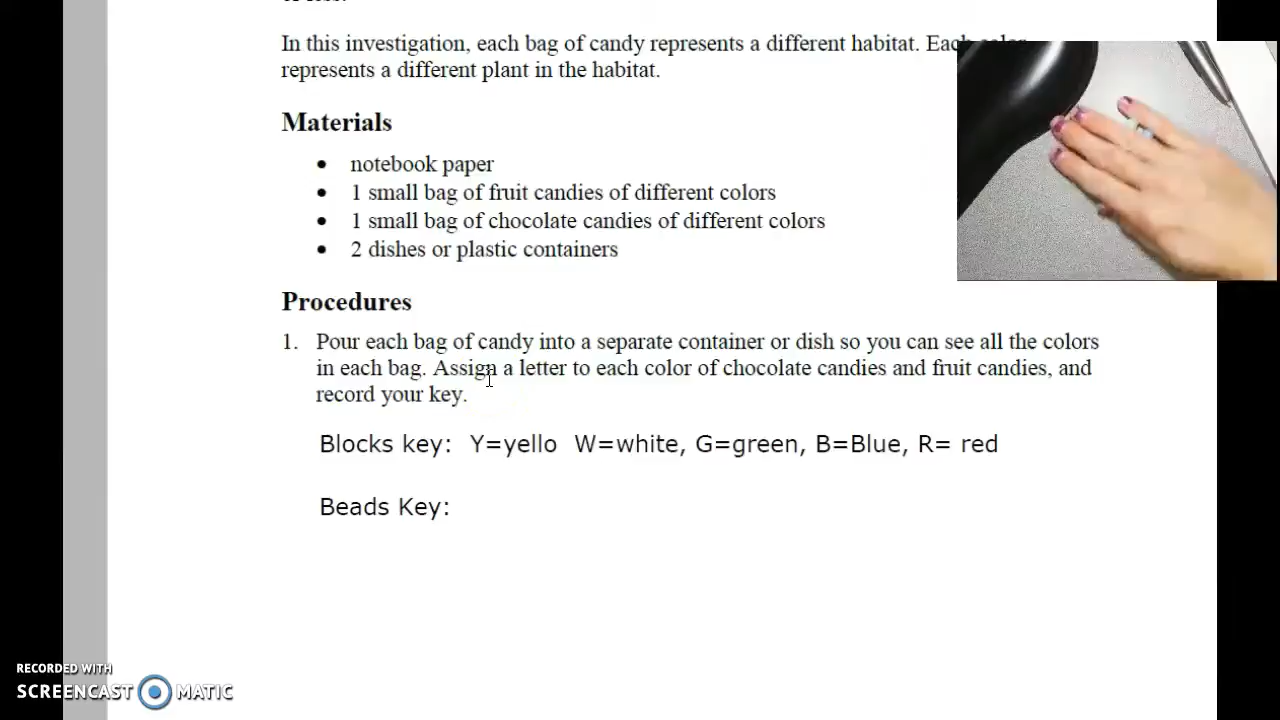 In this investigation, each bag of candy represents a different habitat.
represents a different plant in the habitat.
Materials
• notebook paper
• 1 small bag of fruit candies of different colors
• 1 small bag of chocolate candies of different colors
• 2 dishes or plastic containers
Procedures
1. Pour each bag of candy into a separate container or dish so you can see all the colors
in each bag. Assign a letter to each color of chocolate candies and fruit candies, and
record your key.
Blocks key: Y=yello W=white, G=green, B=Blue, R= red
Beads Key:
RECORDED WITH
SCREENCAST MATIC